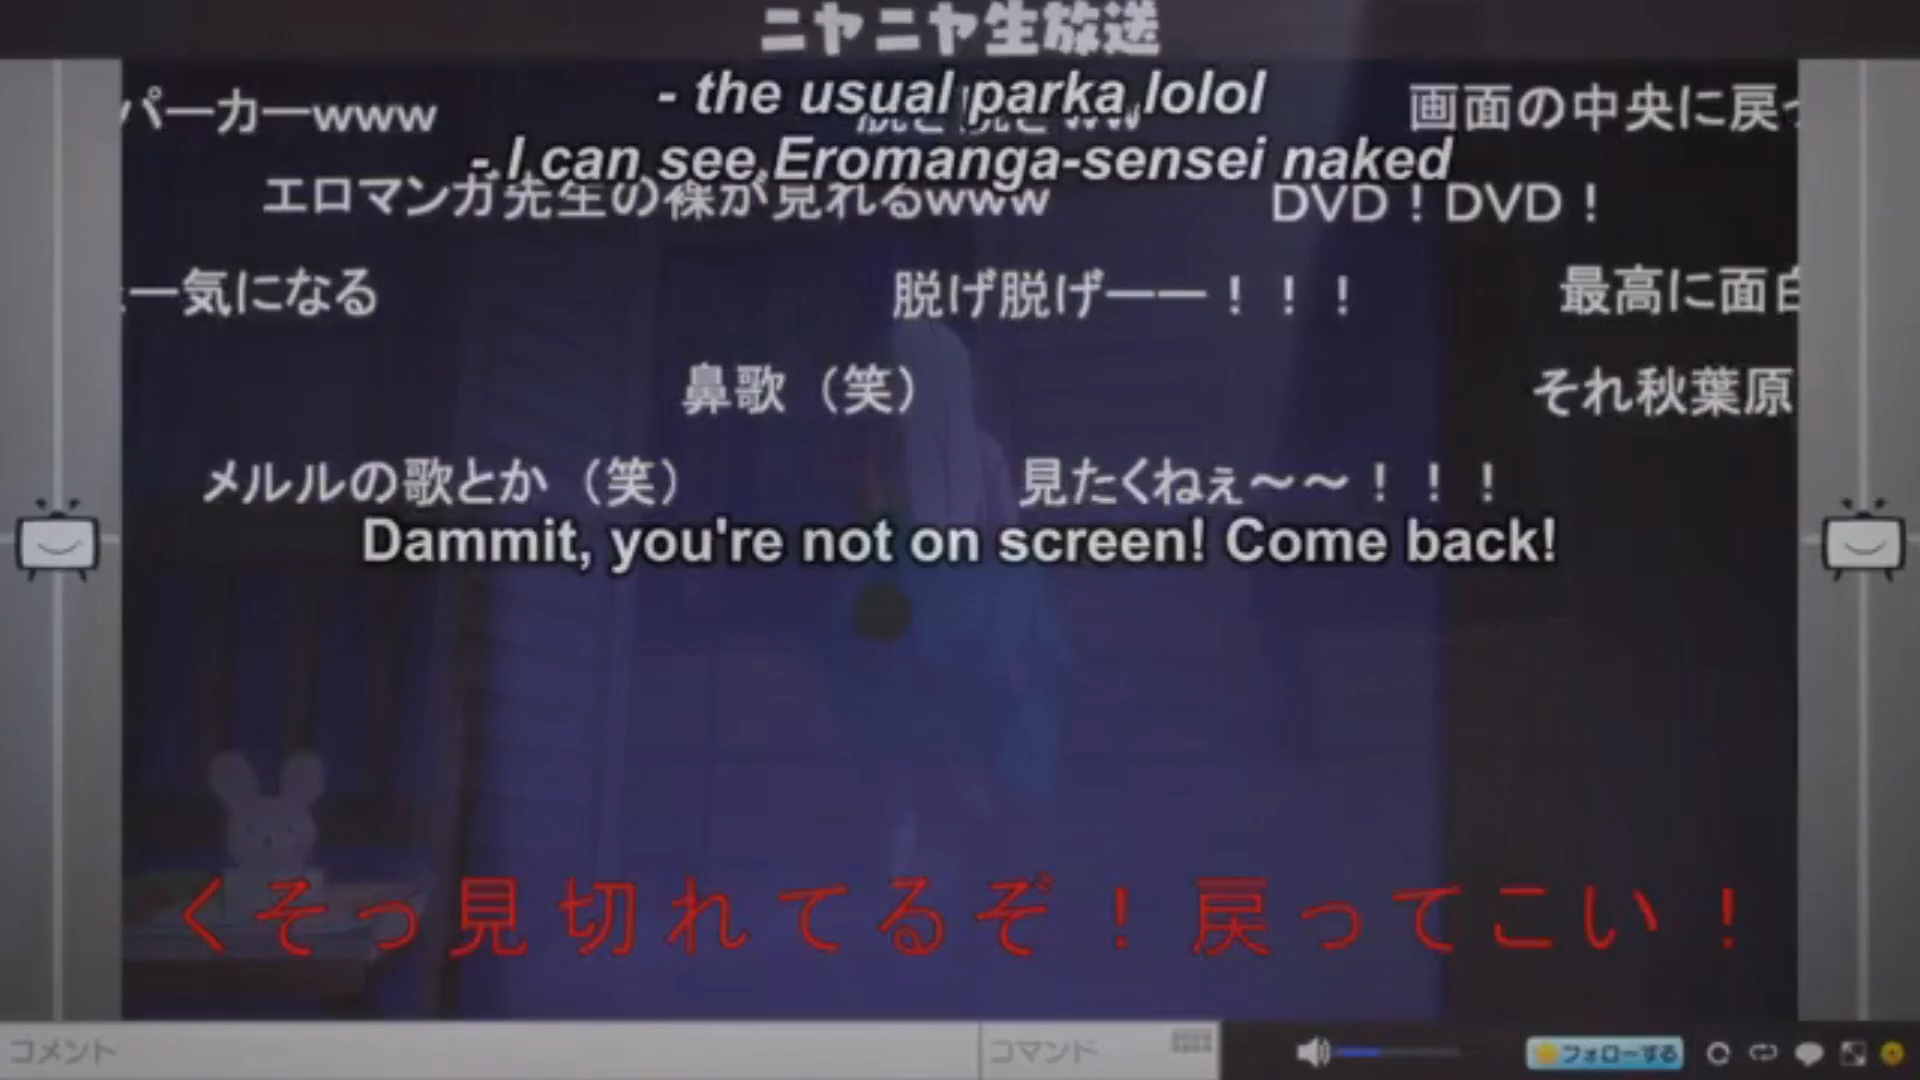 ニヤニヤ生放送
- the usual parka lolol
パーカーwww
画面の中央に戻っ
- I can see Eromanga-sensei naked
エロマンガ先生の裸が見れるwww
DVD！DVD！
ー気になる
脱げ脱げーー！！！
最高に面白
鼻歌（笑）
それ秋葉原
メルルの歌とか（笑）
見たくねぇ～～！！！
Dammit, you're not on screen! Come back!
くそっ見切れてるぞ！戻ってこい！
コメント
コマンド
フォローする